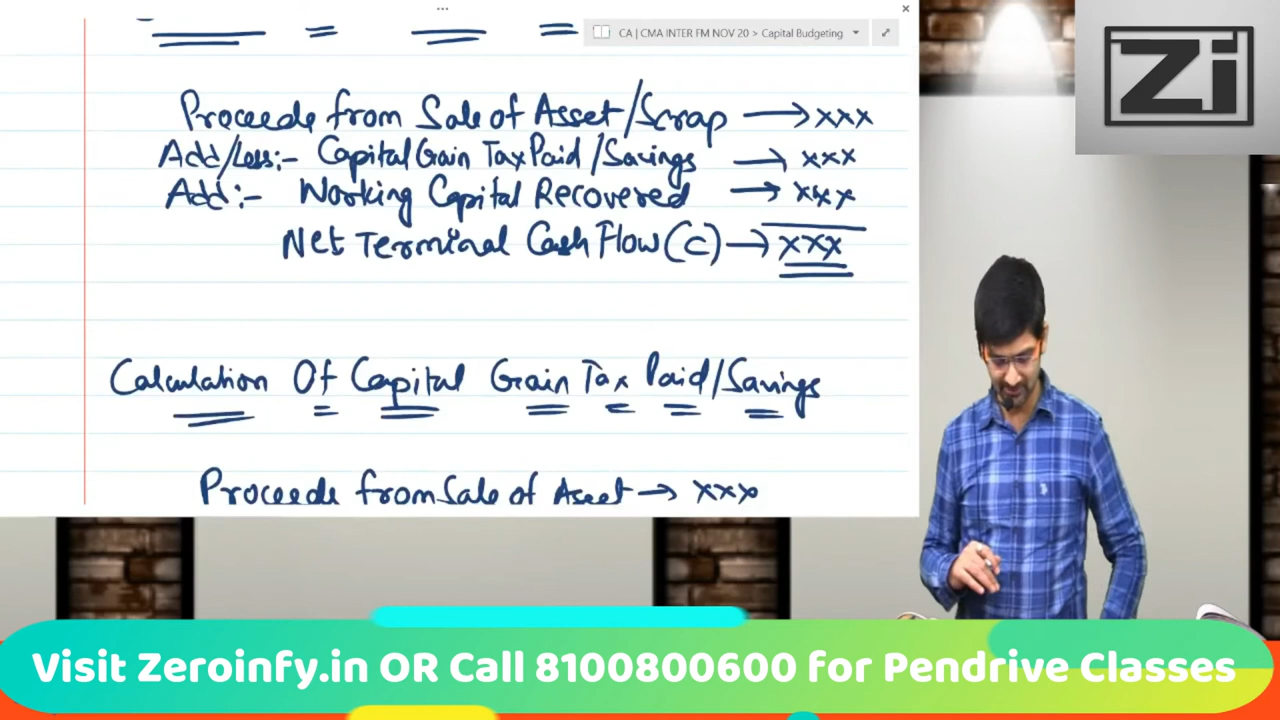 ...
CA | CMA INTER FM NOV 20 > Capital Budgeting
Zi
Proceede from Sale of Asset/Scrap → xxx
Add/Less:- Capital Gain Tax Paid/Savings → xxx
Add:- Working Capital Recovered → xxx
Net Terminal Cash Flow (C) → xxx
Calculation Of Capital Gain Tax Paid/Savings
Proceede from Sale of Asset → xxx
Visit Zeroinfy.in OR Call 8100800600 for Pendrive Classes